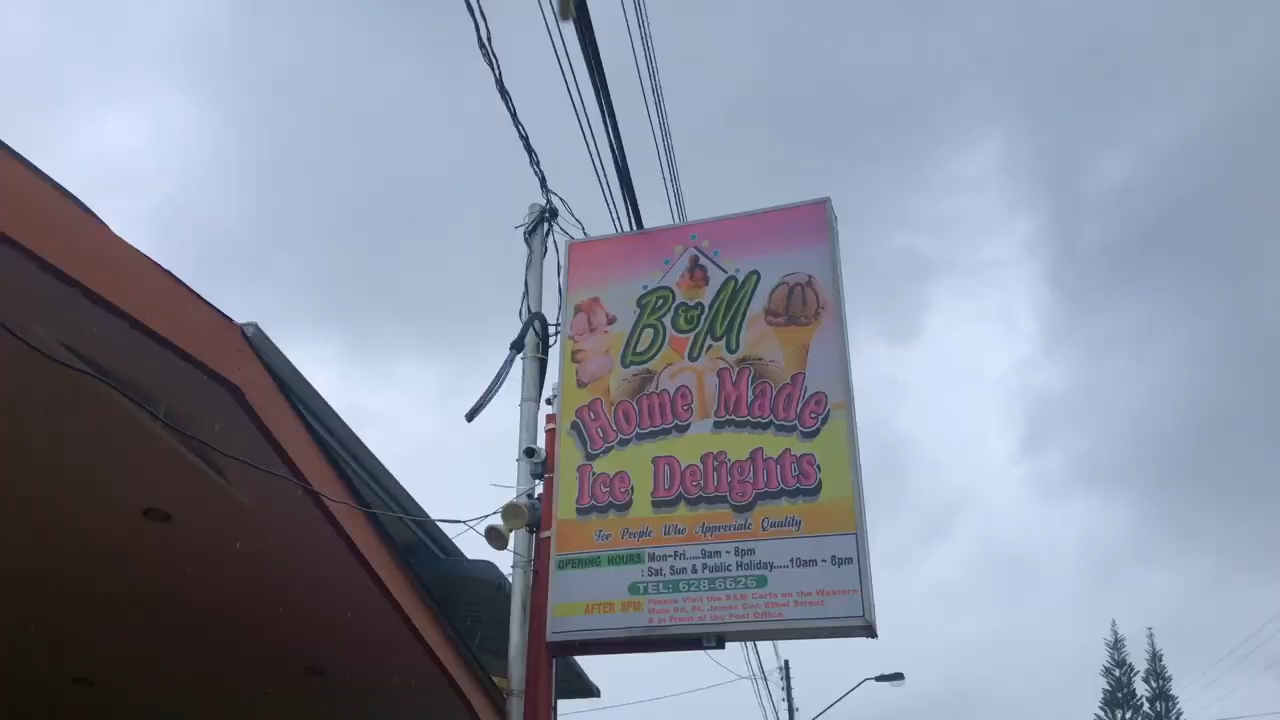 B&M
Home Made
Ice Delights
For People Who Appreciate Quality
OPENING HOURS: Mon~Fri.....9am ~ 8pm
: Sat, Sun & Public Holiday.....10am ~ 8pm
TEL: 628-6626
AFTER 8PM: Please Visit the B&M Carts on the Western
Main Rd, St. James Cor. Ethel Street
& in Front of the Post Office